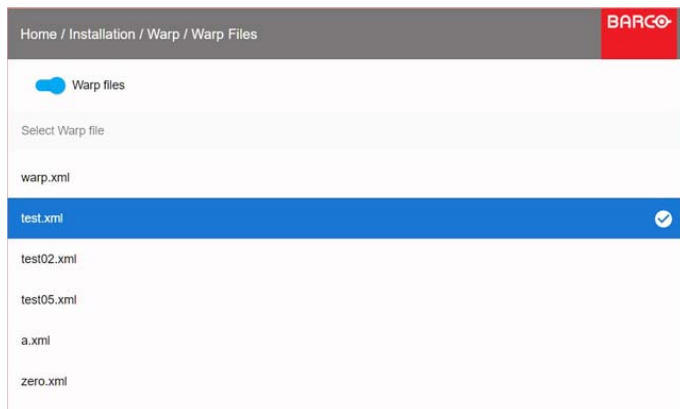 Home / Installation / Warp / Warp Files
BARCO
Warp files
Select Warp file
warp.xml
test.xml
test02.xml
test05.xml
a.xml
zero.xml